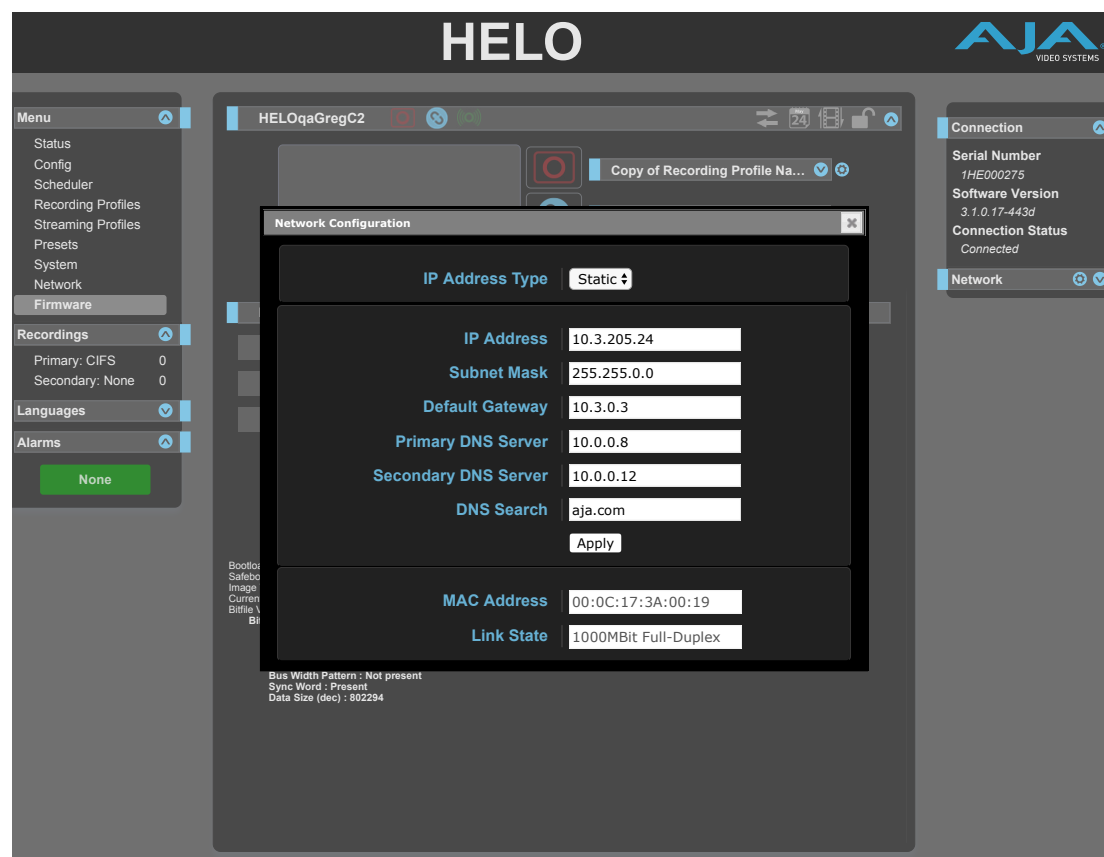 HELO
AJA
VIDEO SYSTEMS
Menu
Status
Config
Scheduler
Recording Profiles
Streaming Profiles
Presets
System
Network
Firmware
Recordings
Primary: CIFS 0
Secondary: None 0
Languages
Alarms
None
HELOqaGregC2
24
Copy of Recording Profile Na...
Network Configuration
IP Address Type Static
IP Address 10.3.205.24
Subnet Mask 255.255.0.0
Default Gateway 10.3.0.3
Primary DNS Server 10.0.0.8
Secondary DNS Server 10.0.0.12
DNS Search aja.com
Apply
MAC Address 00:0C:17:3A:00:19
Link State 1000MBit Full-Duplex
Image
Bus Width Pattern : Not present
Sync Word : Present
Data Size (dec) : 802294
Connection
Serial Number
1HE000275
Software Version
3.1.0.17-443d
Connection Status
Connected
Network